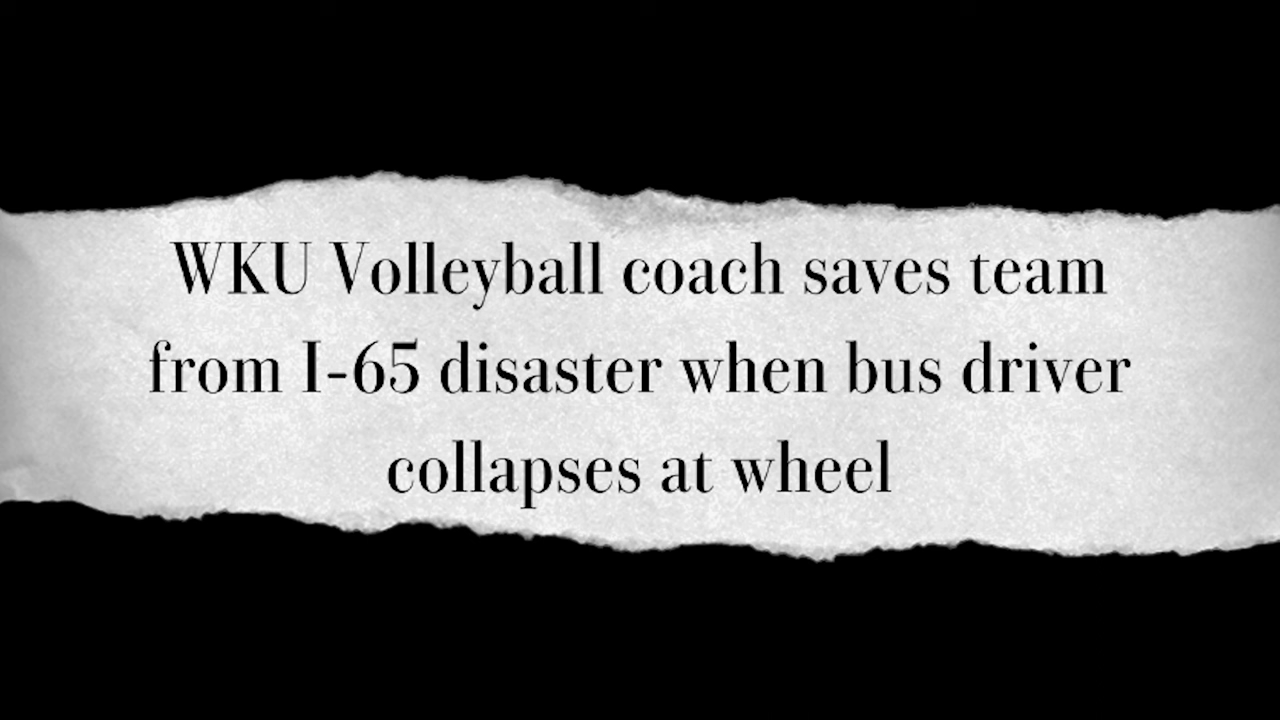 WKU Volleyball coach saves team
from I-65 disaster when bus driver
collapses at wheel